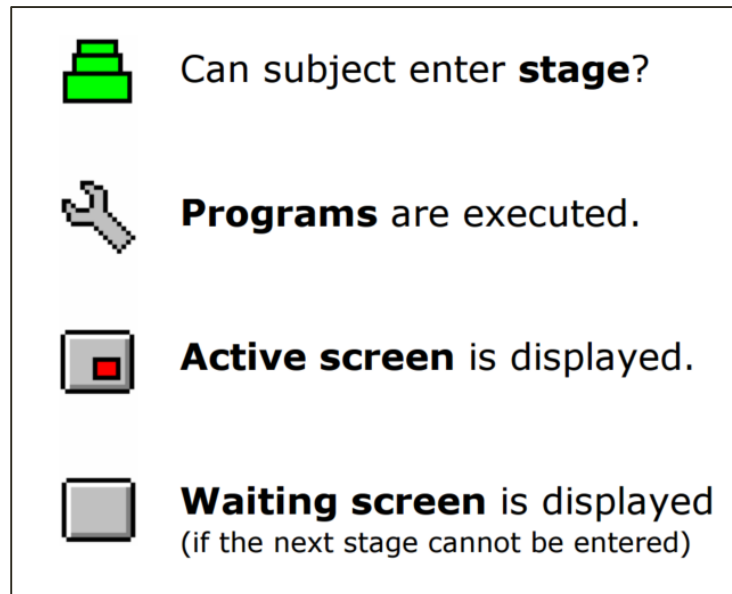 Can subject enter stage?
Programs are executed.
Active screen is displayed.
Waiting screen is displayed
(if the next stage cannot be entered)